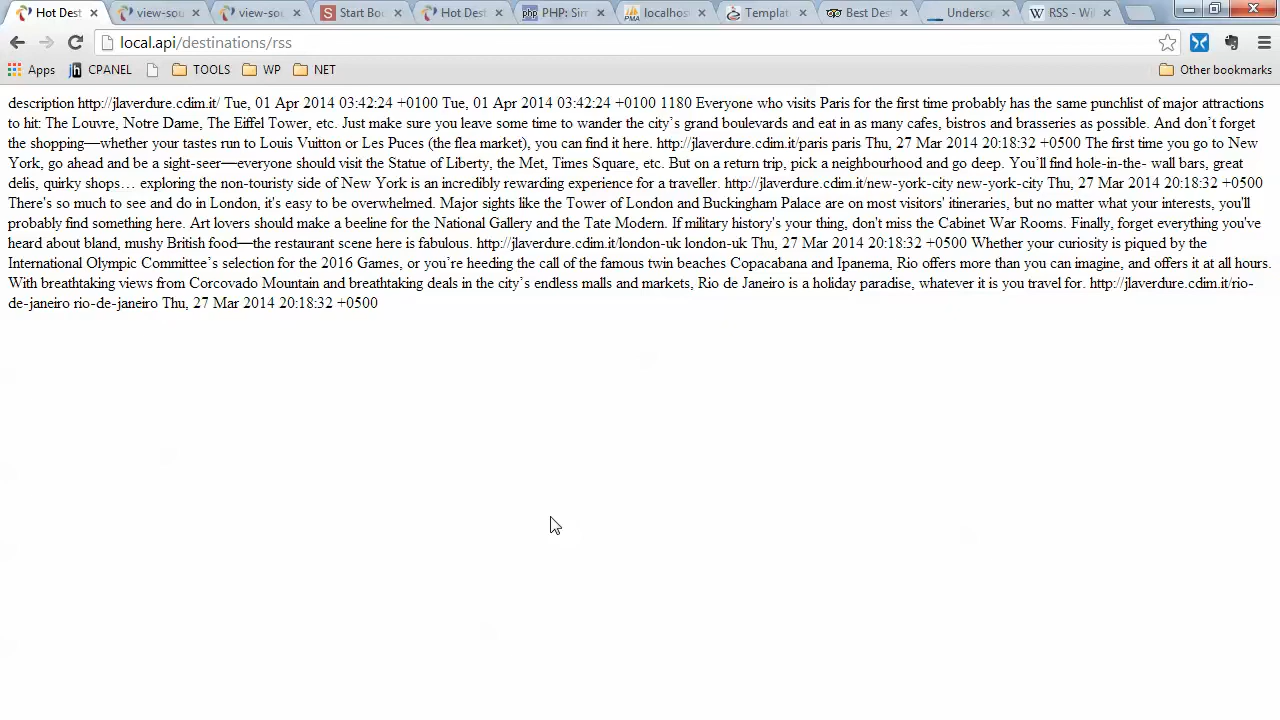 Hot Dest
view-sou
view-sou
Start Boo
Hot Dest
php PHP: Sim
PMA localhos
Templat
Best Des
Undersc
W RSS - Wi
local.api/destinations/rss
Apps
jh CPANEL
TOOLS
WP
NET
Other bookmarks
description http://jlaverdure.cdim.it/ Tue, 01 Apr 2014 03:42:24 +0100 Tue, 01 Apr 2014 03:42:24 +0100 1180 Everyone who visits Paris for the first time probably has the same punchlist of major attractions
to hit: The Louvre, Notre Dame, The Eiffel Tower, etc. Just make sure you leave some time to wander the city’s grand boulevards and eat in as many cafes, bistros and brasseries as possible. And don’t forget
the shopping—whether your tastes run to Louis Vuitton or Les Puces (the flea market), you can find it here. http://jlaverdure.cdim.it/paris paris Thu, 27 Mar 2014 20:18:32 +0500 The first time you go to New
York, go ahead and be a sight-seer—everyone should visit the Statue of Liberty, the Met, Times Square, etc. But on a return trip, pick a neighbourhood and go deep. You’ll find hole-in-the- wall bars, great
delis, quirky shops… exploring the non-touristy side of New York is an incredibly rewarding experience for a traveller. http://jlaverdure.cdim.it/new-york-city new-york-city Thu, 27 Mar 2014 20:18:32 +0500
There's so much to see and do in London, it's easy to be overwhelmed. Major sights like the Tower of London and Buckingham Palace are on most visitors' itineraries, but no matter what your interests, you'll
probably find something here. Art lovers should make a beeline for the National Gallery and the Tate Modern. If military history's your thing, don't miss the Cabinet War Rooms. Finally, forget everything you've
heard about bland, mushy British food—the restaurant scene here is fabulous. http://jlaverdure.cdim.it/london-uk london-uk Thu, 27 Mar 2014 20:18:32 +0500 Whether your curiosity is piqued by the
International Olympic Committee’s selection for the 2016 Games, or you’re heeding the call of the famous twin beaches Copacabana and Ipanema, Rio offers more than you can imagine, and offers it at all hours.
With breathtaking views from Corcovado Mountain and breathtaking deals in the city’s endless malls and markets, Rio de Janeiro is a holiday paradise, whatever it is you travel for. http://jlaverdure.cdim.it/rio-
de-janeiro rio-de-janeiro Thu, 27 Mar 2014 20:18:32 +0500